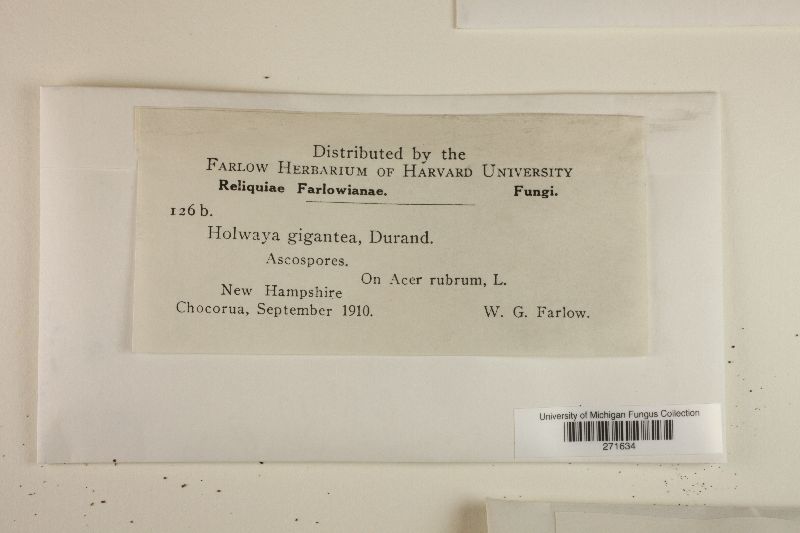 Distributed by the
FARLOW HERBARIUM OF HARVARD UNIVERSITY
Reliquiae Farlowianae. Fungi.
126 b.
Holwaya gigantea, Durand.
Ascospores.
On Acer rubrum, L.
New Hampshire
Chocorua, September 1910. W. G. Farlow.
University of Michigan Fungus Collection
271634